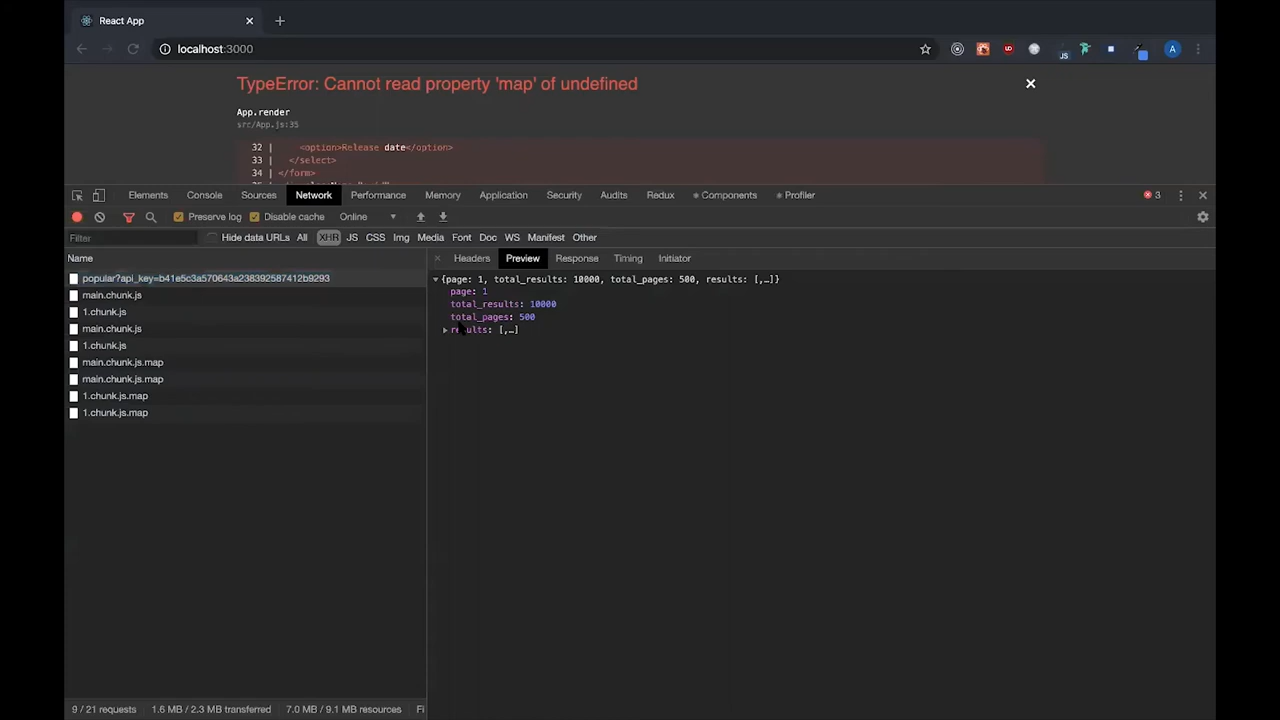 React App
localhost:3000
A
JS
TypeError: Cannot read property 'map' of undefined
App.render
src/App.js:35
32 | <option>Release date</option>
33 | </select>
34 | </form>
Elements Console Sources Network Performance Memory Application Security Audits Redux Components Profiler 3
Preserve log Disable cache Online
Filter Hide data URLs All XHR JS CSS Img Media Font Doc WS Manifest Other
Name
Headers Preview Response Timing Initiator
popular?api_key=b41e5c3a570643a238392587412b9293
main.chunk.js
1.chunk.js
main.chunk.js
1.chunk.js
main.chunk.js.map
main.chunk.js.map
1.chunk.js.map
1.chunk.js.map
{page: 1, total_results: 10000, total_pages: 500, results: [,…]}
page: 1
total_results: 10000
total_pages: 500
results: [,…]
9 / 21 requests 1.6 MB / 2.3 MB transferred 7.0 MB / 9.1 MB resources Fi